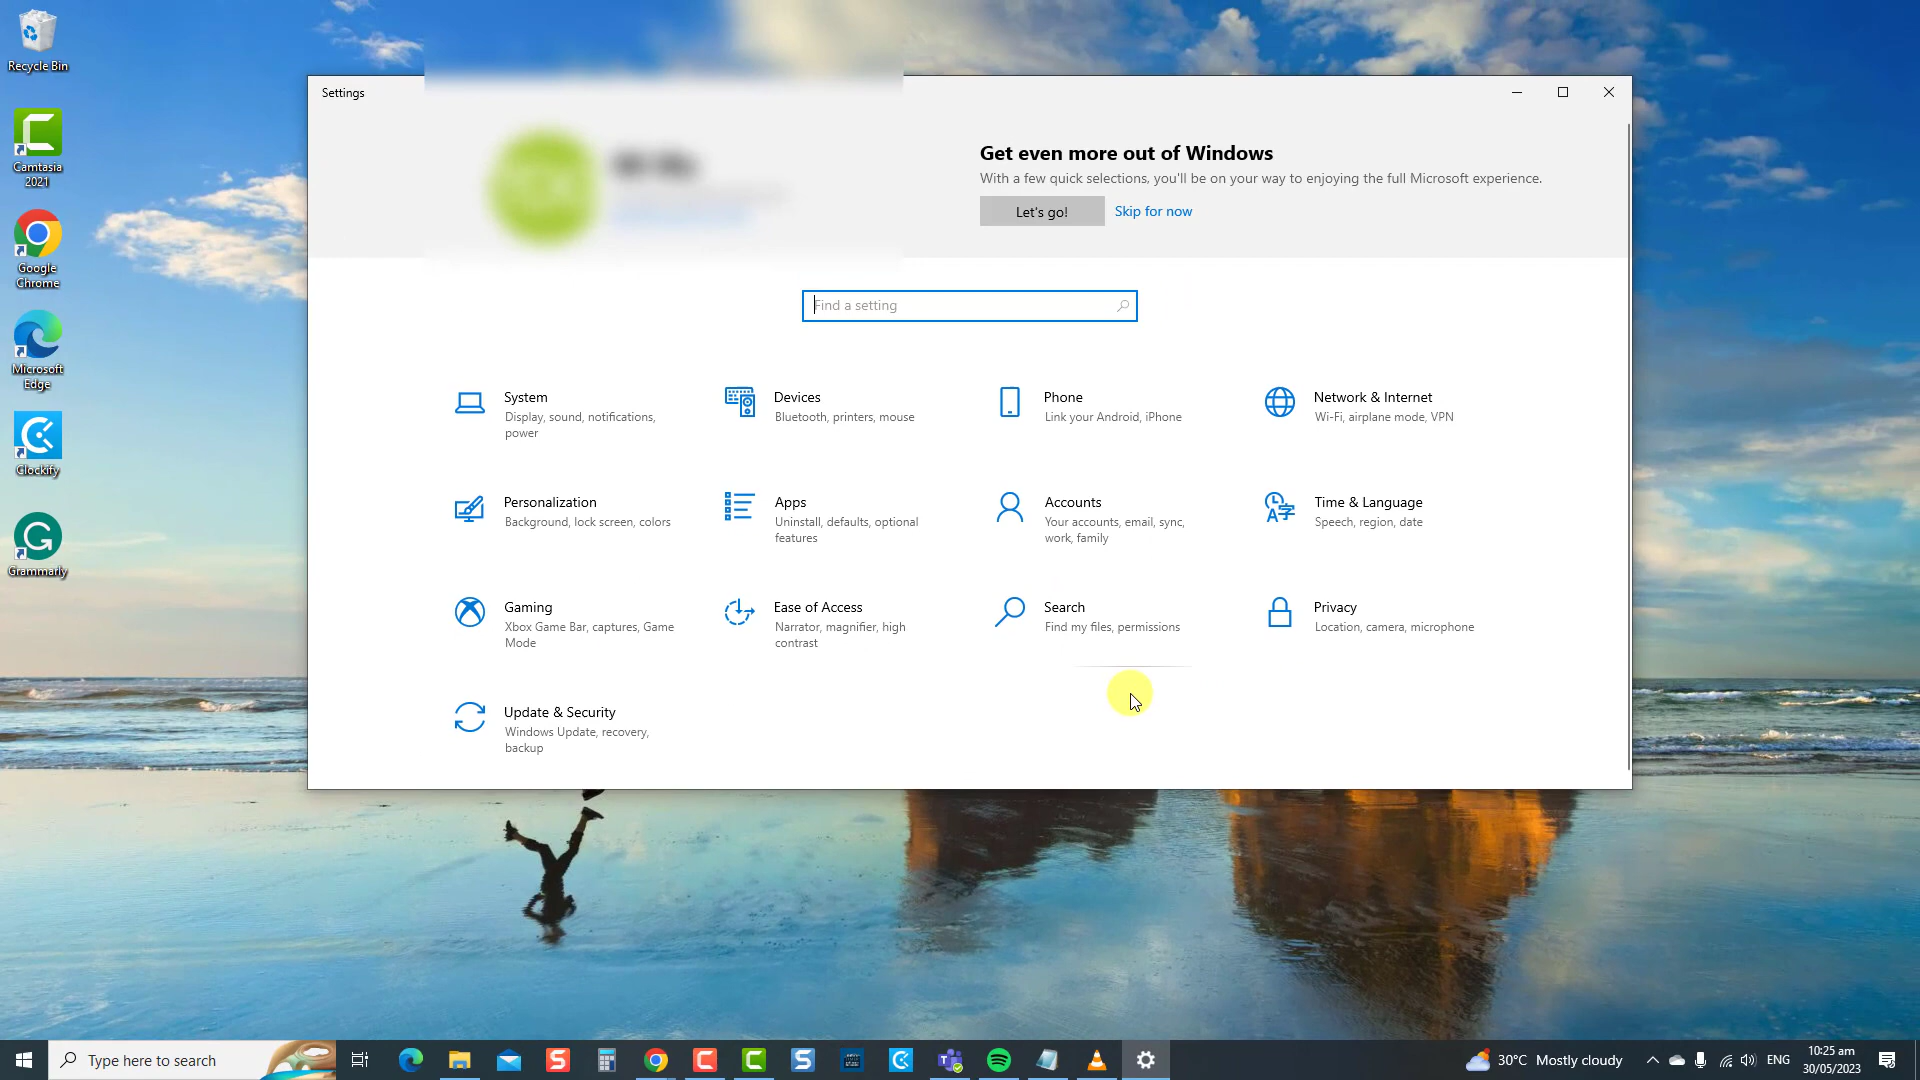 Recycle Bin
Camtasia
2021
Google
Chrome
Microsoft
Edge
Clockify
Grammarly
Settings
Get even more out of Windows
With a few quick selections, you'll be on your way to enjoying the full Microsoft experience.
Let's go!
Skip for now
Find a setting
System
Display, sound, notifications,
power
Devices
Bluetooth, printers, mouse
Phone
Link your Android, iPhone
Network & Internet
Wi-Fi, airplane mode, VPN
Personalization
Background, lock screen, colors
Apps
Uninstall, defaults, optional
features
Accounts
Your accounts, email, sync,
work, family
Time & Language
Speech, region, date
Gaming
Xbox Game Bar, captures, Game
Mode
Ease of Access
Narrator, magnifier, high
contrast
Search
Find my files, permissions
Privacy
Location, camera, microphone
Update & Security
Windows Update, recovery,
backup
Type here to search
30°C Mostly cloudy
ENG
10:25 am
30/05/2023